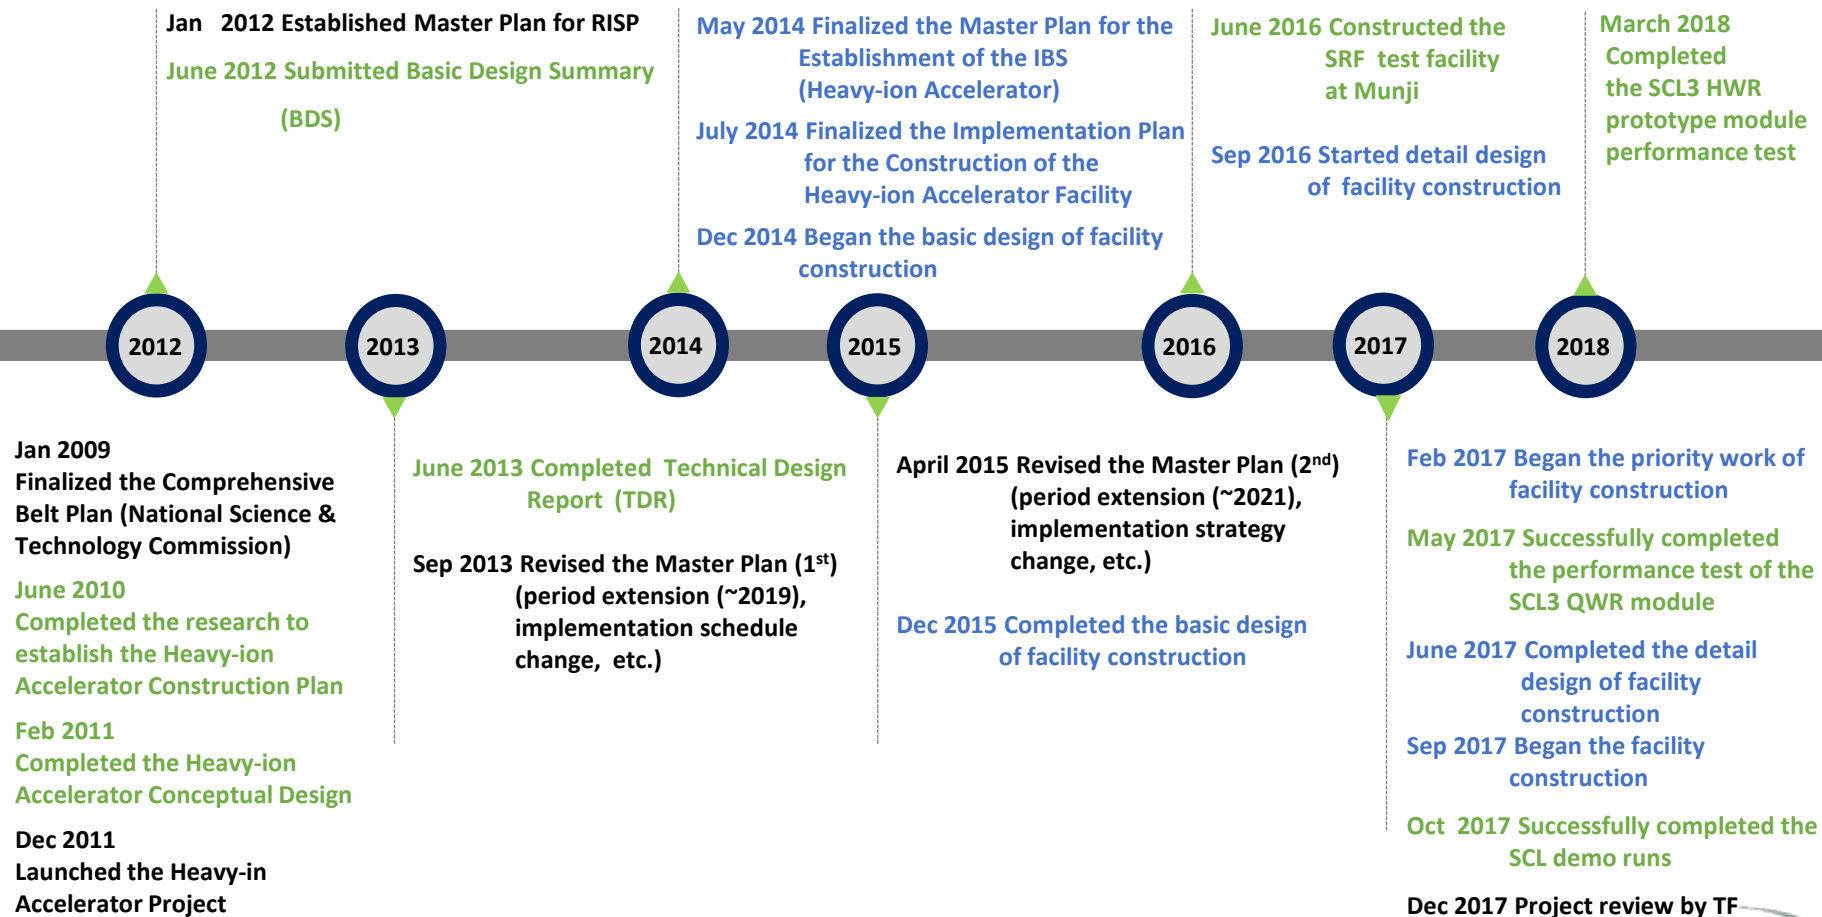 Jan 2012 Established Master Plan for RISP
June 2012 Submitted Basic Design Summary
(BDS)
May 2014 Finalized the Master Plan for the
Establishment of the IBS
(Heavy-ion Accelerator)
July 2014 Finalized the Implementation Plan
for the Construction of the
Heavy-ion Accelerator Facility
Dec 2014 Began the basic design of facility
construction
June 2016 Constructed the
SRF test facility
at Munji
Sep 2016 Started detail design
of facility construction
March 2018
Completed
the SCL3 HWR
prototype module
performance test
2012
2013
2014
2015
2016
2017
2018
Jan 2009
Finalized the Comprehensive
Belt Plan (National Science &
Technology Commission)
June 2010
Completed the research to
establish the Heavy-ion
Accelerator Construction Plan
Feb 2011
Completed the Heavy-ion
Accelerator Conceptual Design
Dec 2011
Launched the Heavy-in
Accelerator Project
June 2013 Completed Technical Design
Report (TDR)
Sep 2013 Revised the Master Plan (1st)
(period extension (~2019),
implementation schedule
change, etc.)
April 2015 Revised the Master Plan (2nd)
(period extension (~2021),
implementation strategy
change, etc.)
Dec 2015 Completed the basic design
of facility construction
Feb 2017 Began the priority work of
facility construction
May 2017 Successfully completed
the performance test of the
SCL3 QWR module
June 2017 Completed the detail
design of facility
construction
Sep 2017 Began the facility
construction
Oct 2017 Successfully completed the
SCL demo runs
Dec 2017 Project review by TF